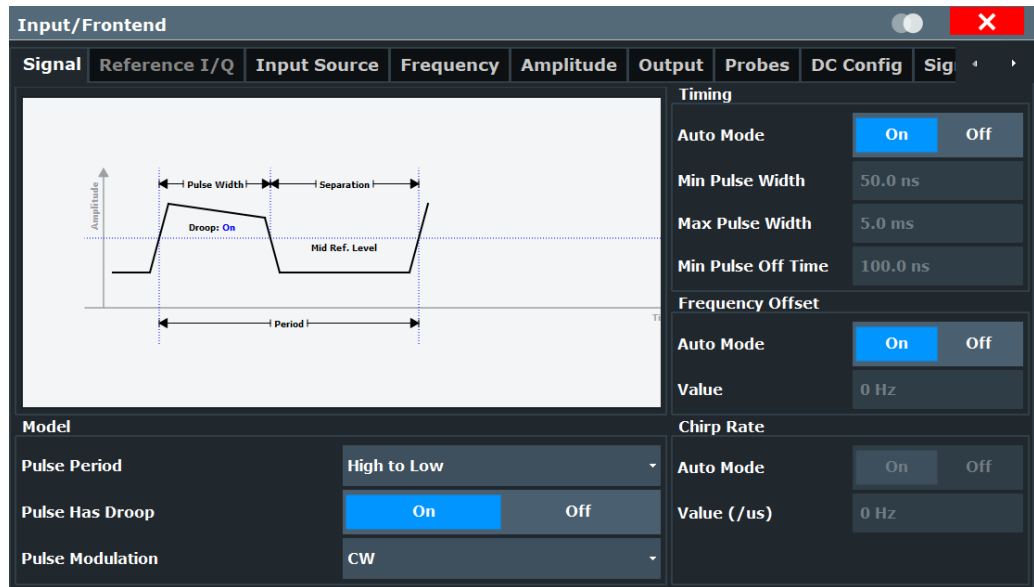 Input/Frontend
Signal Reference I/Q Input Source Frequency Amplitude Output Probes DC Config Sig
Amplitude
Pulse Width
Separation
Droop: On
Mid Ref. Level
Period
Ti
Timing
Auto Mode On Off
Min Pulse Width 50.0 ns
Max Pulse Width 5.0 ms
Min Pulse Off Time 100.0 ns
Frequency Offset
Auto Mode On Off
Value 0 Hz
Model
Pulse Period High to Low
Pulse Has Droop On Off
Pulse Modulation CW
Chirp Rate
Auto Mode On Off
Value (/us) 0 Hz